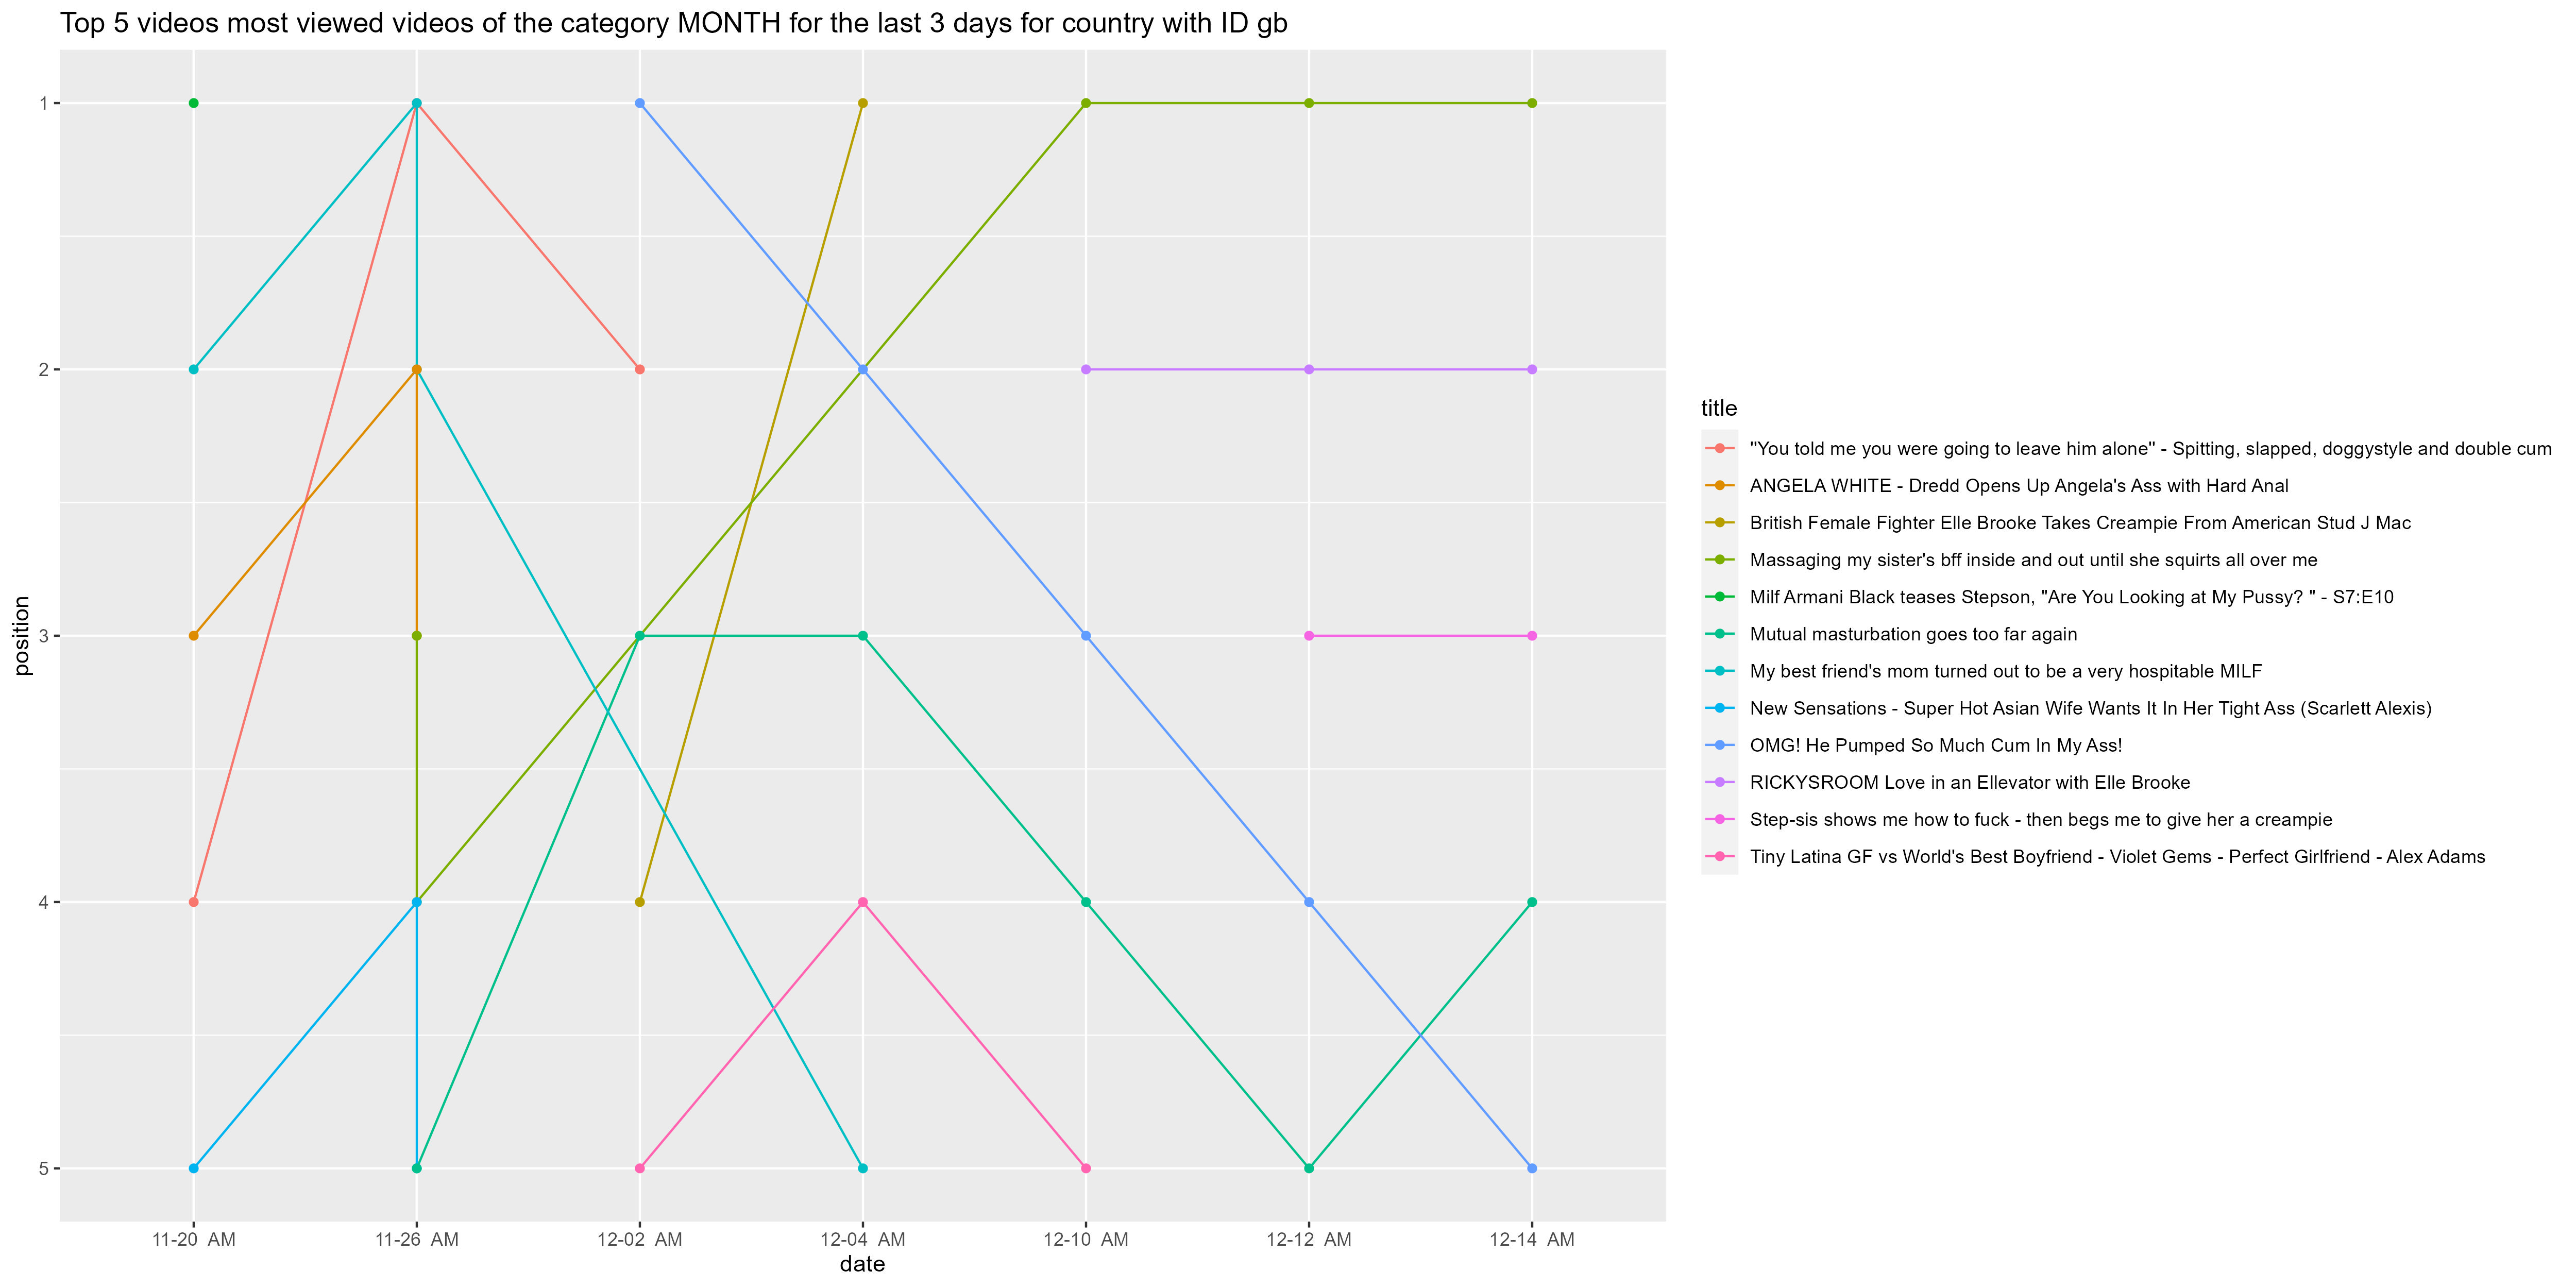 Top 5 videos most viewed videos of the category MONTH for the last 3 days for country with ID gb
position
1
2
3
4
5
11-20 AM
11-26 AM
12-02 AM
12-04 AM
12-10 AM
12-12 AM
12-14 AM
date
title
"You told me you were going to leave him alone" - Spitting, slapped, doggystyle and double cum
ANGELA WHITE - Dredd Opens Up Angela's Ass with Hard Anal
British Female Fighter Elle Brooke Takes Creampie From American Stud J Mac
Massaging my sister's bff inside and out until she squirts all over me
Milf Armani Black teases Stepson, "Are You Looking at My Pussy? " - S7:E10
Mutual masturbation goes too far again
My best friend's mom turned out to be a very hospitable MILF
New Sensations - Super Hot Asian Wife Wants It In Her Tight Ass (Scarlett Alexis)
OMG! He Pumped So Much Cum In My Ass!
RICKYSROOM Love in an Ellevator with Elle Brooke
Step-sis shows me how to fuck - then begs me to give her a creampie
Tiny Latina GF vs World's Best Boyfriend - Violet Gems - Perfect Girlfriend - Alex Adams